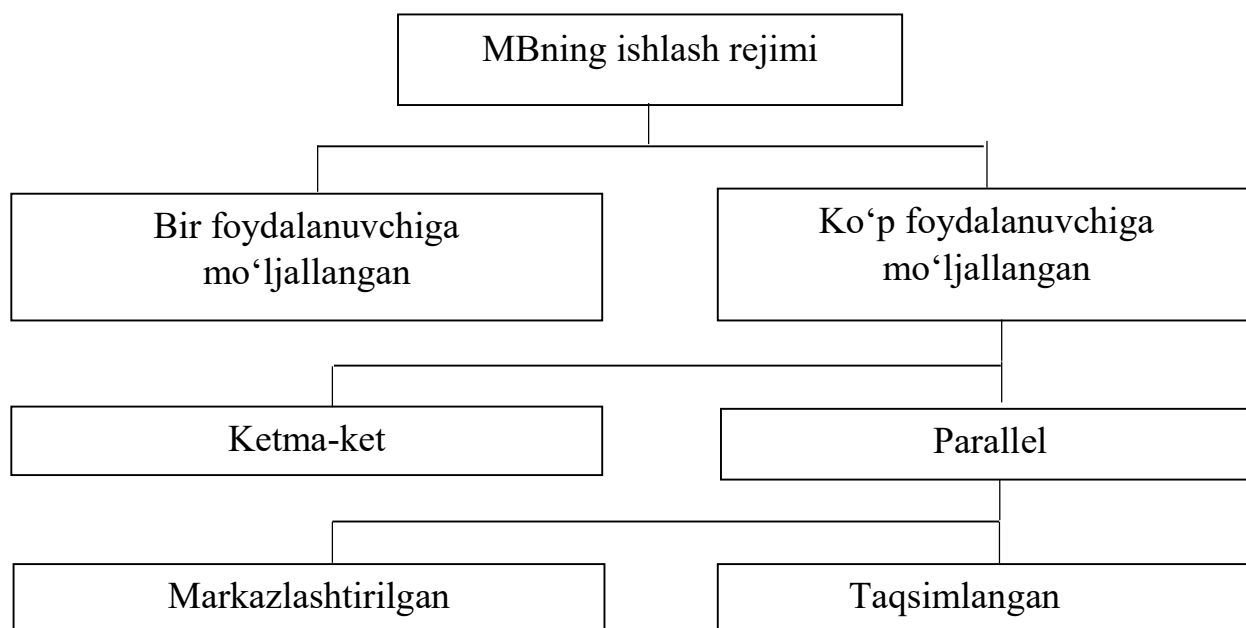 MBning ishlash rejimi
Bir foydalanuvchiga
mo‘ljallangan
Ko‘p foydalanuvchiga
mo‘ljallangan
Ketma-ket
Parallel
Markazlashtirilgan
Taqsimlangan